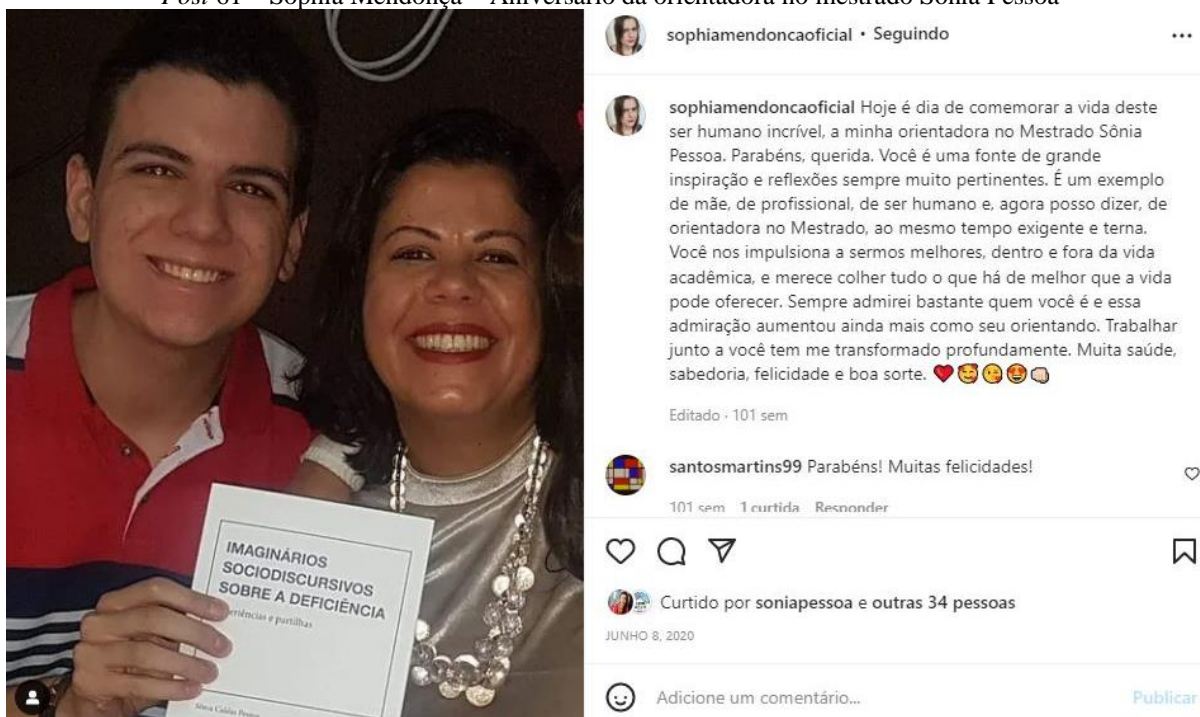 Post 61 – Sophia Mendonça – Aniversário da orientadora no mestrado Sônia Pessoa
IMAGINÁRIOS
SOCIODISCURSIVOS
SOBRE A DEFICIÊNCIA
eriências e partilhas
Sônia Caldas Pessoa
sophiamendoncaoficial • Seguindo
sophiamendoncaoficial Hoje é dia de comemorar a vida deste
ser humano incrível, a minha orientadora no Mestrado Sônia
Pessoa. Parabéns, querida. Você é uma fonte de grande
inspiração e reflexões sempre muito pertinentes. É um exemplo
de mãe, de profissional, de ser humano e, agora posso dizer, de
orientadora no Mestrado, ao mesmo tempo exigente e terna.
Você nos impulsiona a sermos melhores, dentro e fora da vida
acadêmica, e merece colher tudo o que há de melhor que a vida
pode oferecer. Sempre admirei bastante quem você é e essa
admiração aumentou ainda mais como seu orientando. Trabalhar
junto a você tem me transformado profundamente. Muita saúde,
sabedoria, felicidade e boa sorte. ❤️🥰😘🤩👊🏻
Editado · 101 sem
santosmartins99 Parabéns! Muitas felicidades!
101 sem 1 curtida Responder
Curtido por soniapessoa e outras 34 pessoas
JUNHO 8, 2020
Adicione um comentário...
Publicar